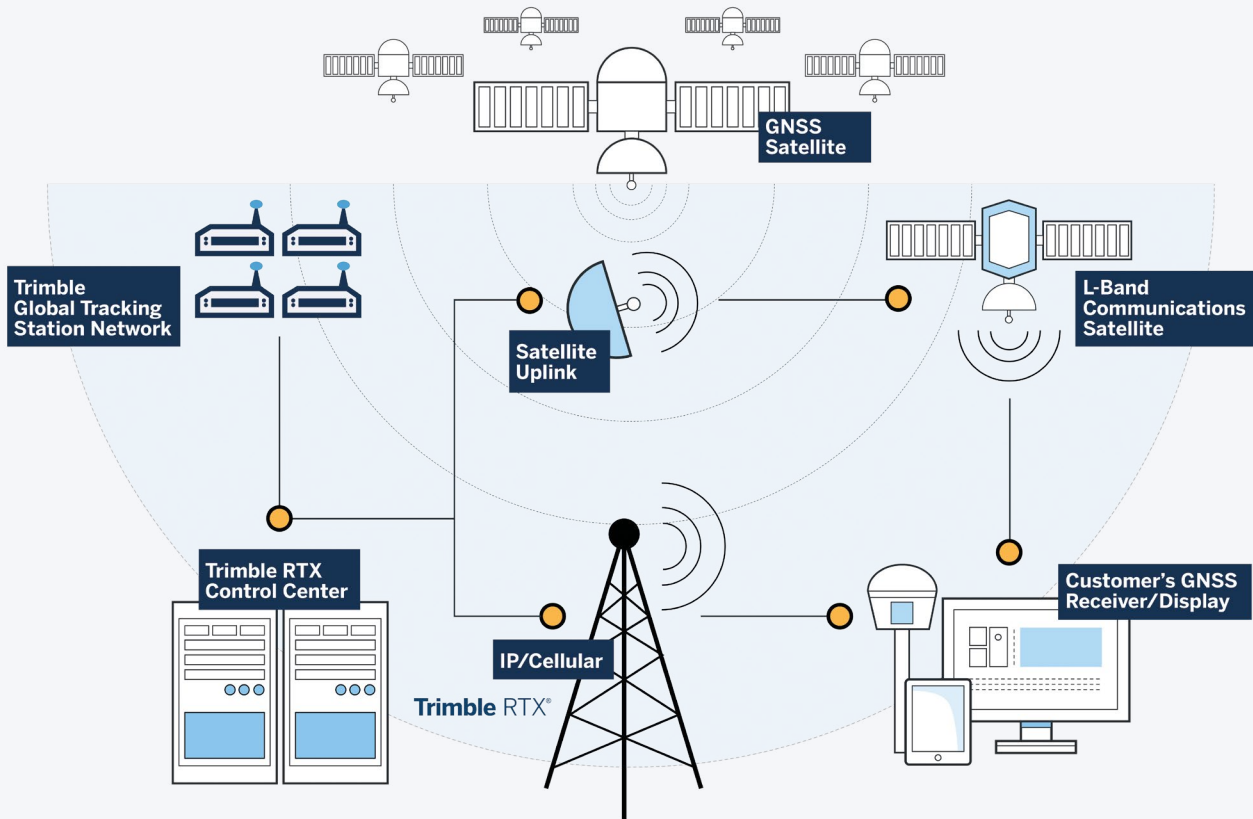 GNSS
Satellite
Trimble
Global Tracking
Station Network
L-Band
Communications
Satellite
Satellite
Uplink
Trimble RTX
Control Center
Customer’s GNSS
Receiver/Display
IP/Cellular
Trimble RTX®